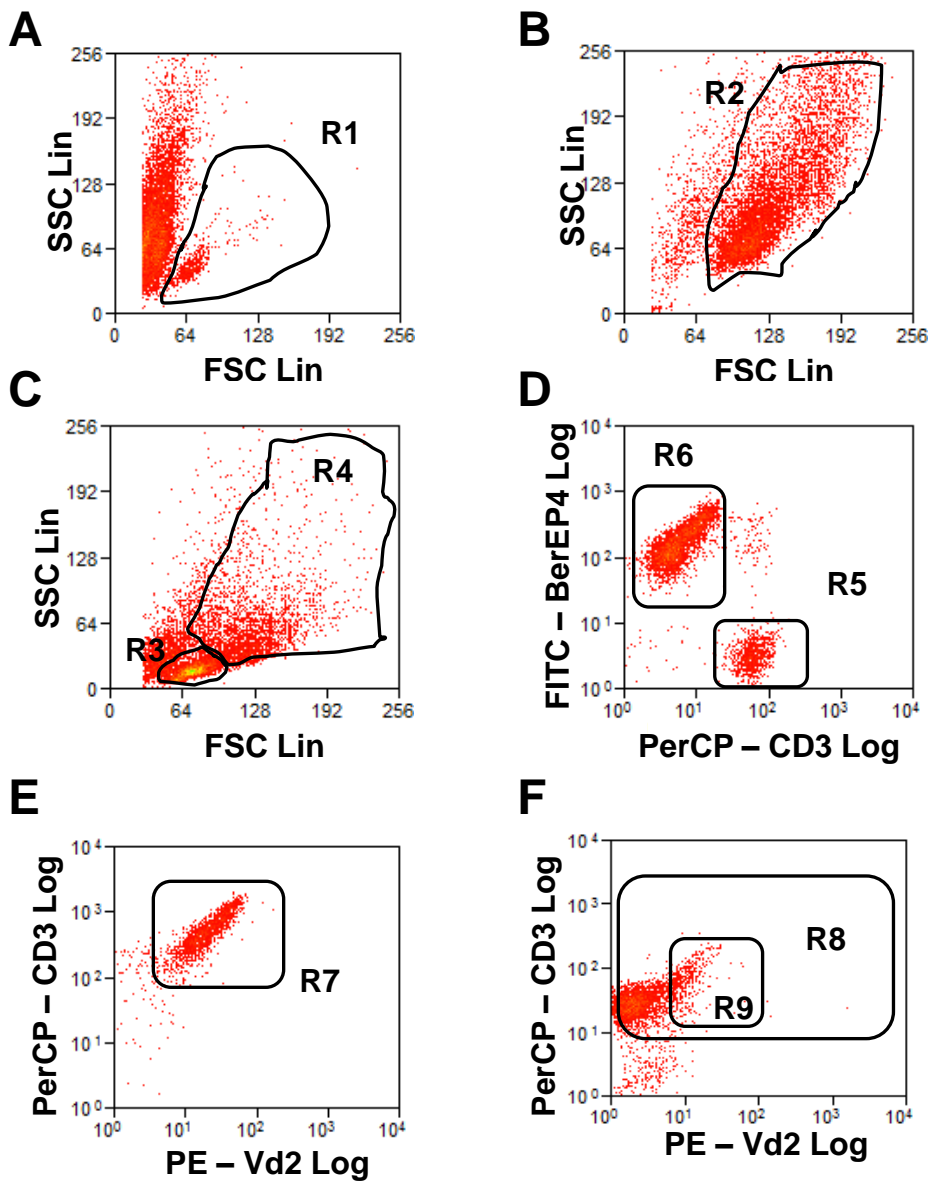 A
SSC Lin
256
192
128
64
0
R1
0 64 128 192 256
FSC Lin
B
SSC Lin
256
192
128
64
0
R2
0 64 128 192 256
FSC Lin
C
SSC Lin
256
192
128
64
0
R4
R3
0 64 128 192 256
FSC Lin
D
FITC – BerEP4 Log
10⁴
10³
10²
10¹
10⁰
R6
R5
10⁰ 10¹ 10² 10³ 10⁴
PerCP – CD3 Log
E
PerCP – CD3 Log
10⁴
10³
10²
10¹
10⁰
R7
10⁰ 10¹ 10² 10³ 10⁴
PE – Vd2 Log
F
PerCP – CD3 Log
10⁴
10³
10²
10¹
10⁰
R8
R9
10⁰ 10¹ 10² 10³ 10⁴
PE – Vd2 Log